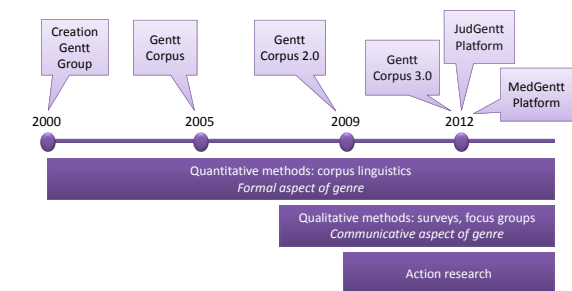 Creation
Gentt
Group
Gentt
Corpus
Gentt
Corpus 2.0
Gentt
Corpus 3.0
JudGentt
Platform
MedGentt
Platform
2000
2005
2009
2012
Quantitative methods: corpus linguistics
Formal aspect of genre
Qualitative methods: surveys, focus groups
Communicative aspect of genre
Action research